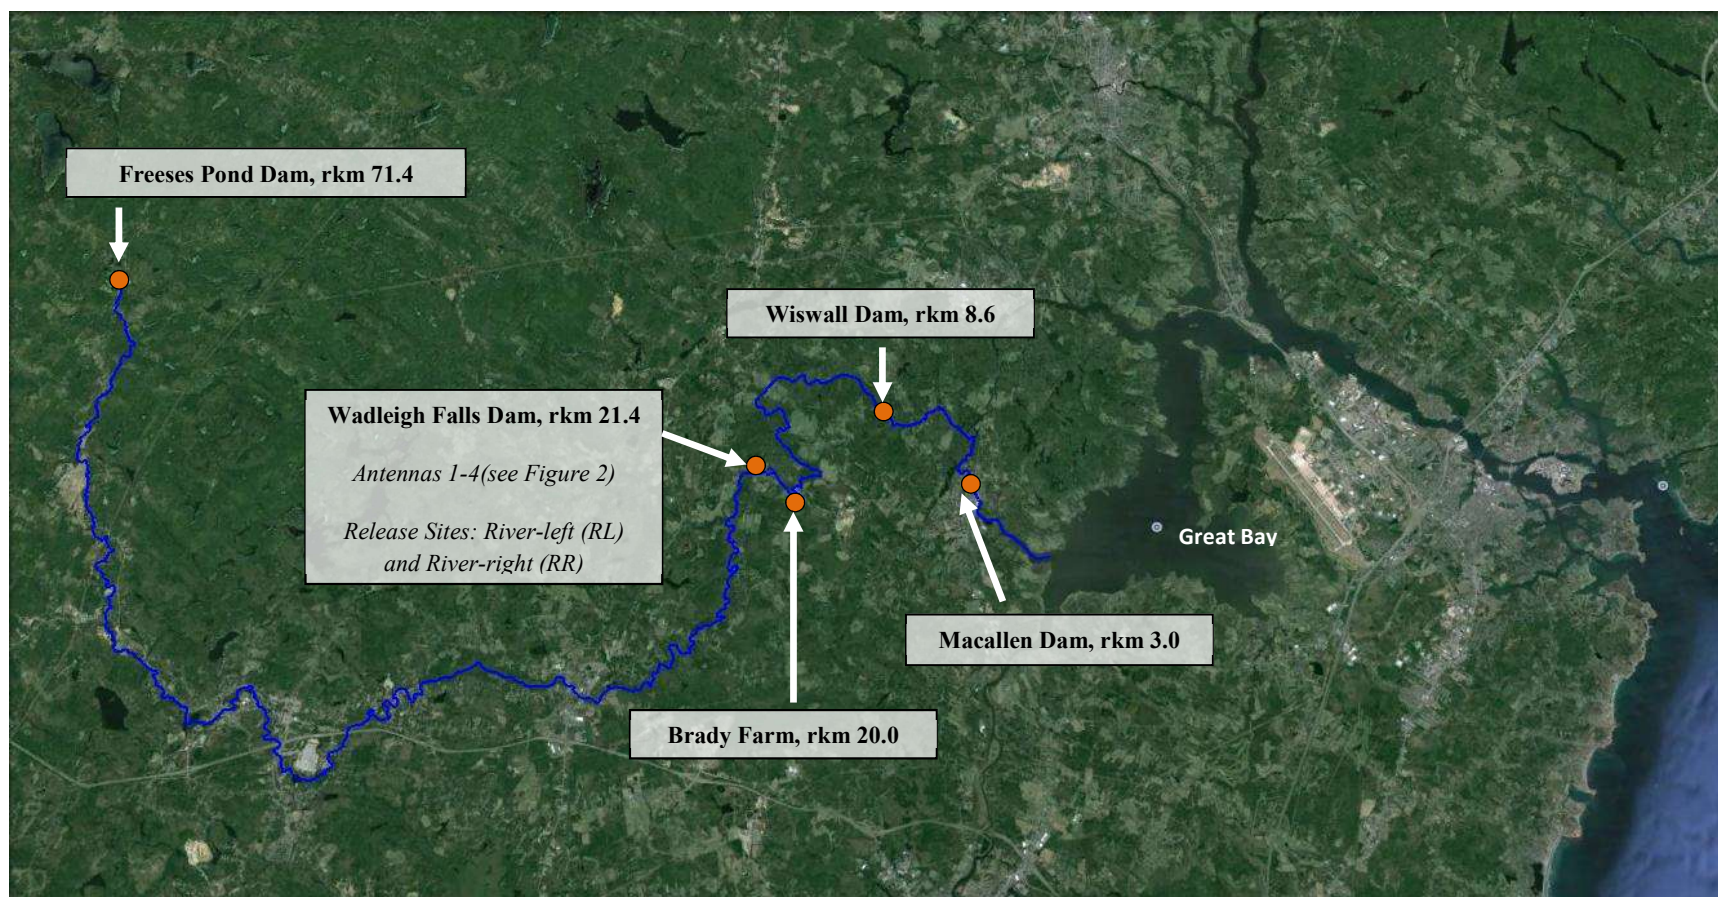 Freeses Pond Dam, rkm 71.4
Wiswall Dam, rkm 8.6
Wadleigh Falls Dam, rkm 21.4
Antennas 1-4(see Figure 2)
Release Sites: River-left (RL)
and River-right (RR)
Great Bay
Macallen Dam, rkm 3.0
Brady Farm, rkm 20.0